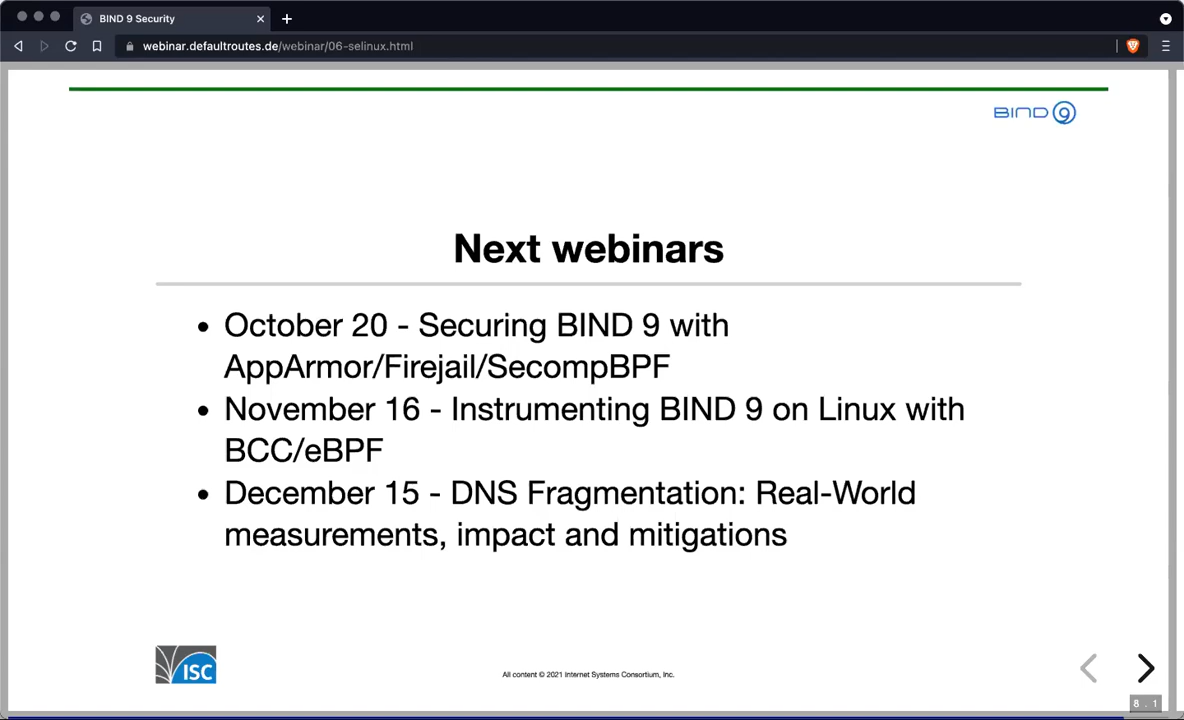 BIND 9 Security
webinar.defaultroutes.de/webinar/06-selinux.html
BIND 9
Next webinars
• October 20 - Securing BIND 9 with
AppArmor/Firejail/SecompBPF
• November 16 - Instrumenting BIND 9 on Linux with
BCC/eBPF
• December 15 - DNS Fragmentation: Real-World
measurements, impact and mitigations
ISC
All content © 2021 Internet Systems Consortium, Inc.
8 . 1